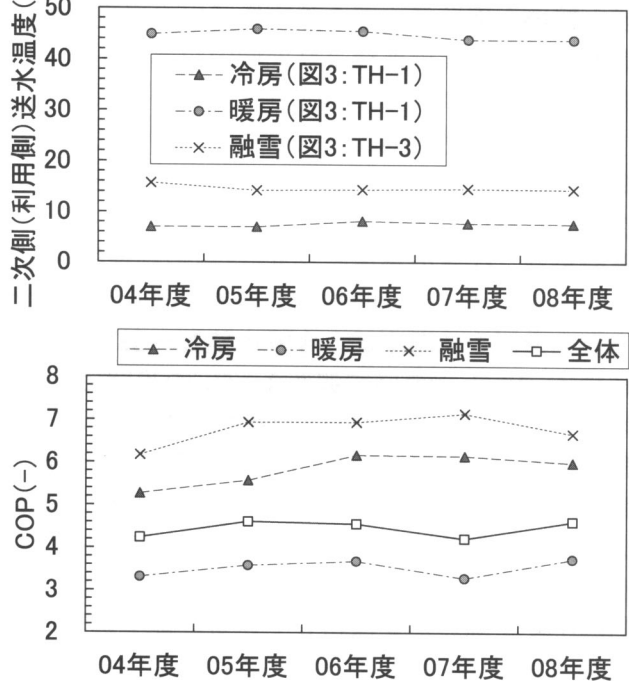 二次側(利用側)送水温度(
50
40
30
20
10
0
冷房(図3:TH-1)
暖房(図3:TH-1)
融雪(図3:TH-3)
04年度 05年度 06年度 07年度 08年度
冷房 暖房 融雪 全体
COP(-)
8
7
6
5
4
3
2
04年度 05年度 06年度 07年度 08年度